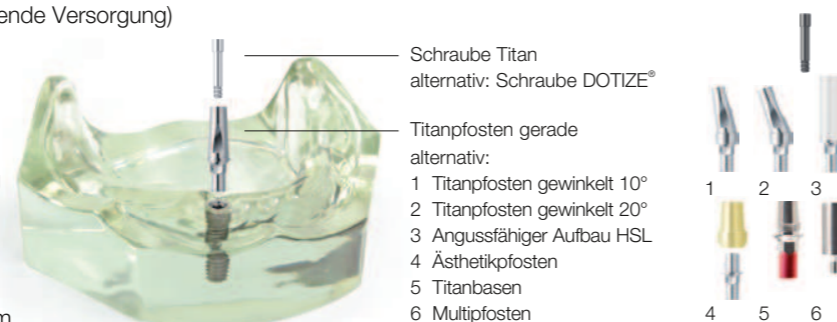 ende Versorgung)
Schraube Titan
alternativ: Schraube DOTIZE®
Titanpfosten gerade
alternativ:
1 Titanpfosten gewinkelt 10°
2 Titanpfosten gewinkelt 20°
3 Angussfähiger Aufbau HSL
4 Ästhetikpfosten
5 Titanbasen
6 Multipfosten
1 2 3
4 5 6